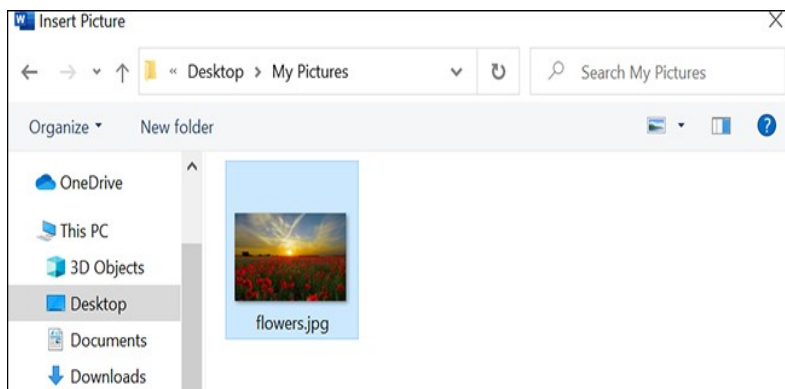 Insert Picture
« Desktop > My Pictures
Search My Pictures
Organize
New folder
?
OneDrive
This PC
3D Objects
Desktop
Documents
Downloads
flowers.jpg